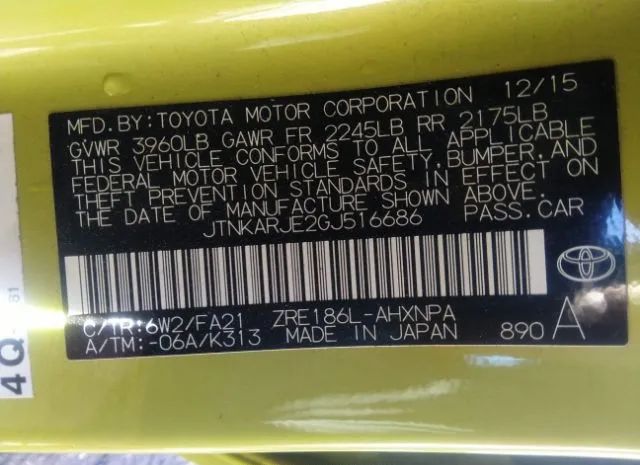 MFD. BY: TOYOTA MOTOR CORPORATION 12/15
GVWR 3960LB GAWR FR 2245LB RR 2175LB
THIS VEHICLE CONFORMS TO ALL APPLICABLE
FEDERAL MOTOR VEHICLE SAFETY, BUMPER, AND
THEFT PREVENTION STANDARDS IN EFFECT ON
THE DATE OF MANUFACTURE SHOWN ABOVE.
JTNKARJE2GJ516686 PASS. CAR
C/TR: 6W2/FA21 ZRE186L-AHXNPA
A/TM: -06A/K313 MADE IN JAPAN 890 A
4Q